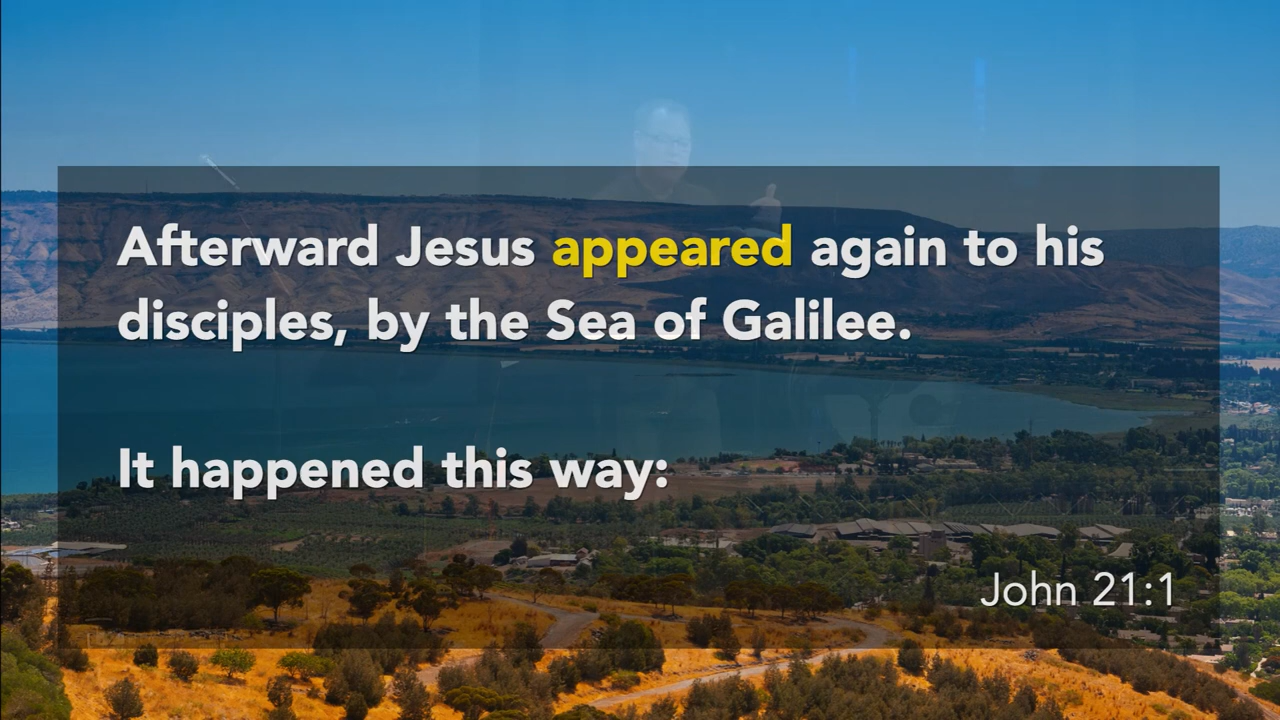 Afterward Jesus appeared again to his
disciples, by the Sea of Galilee.
It happened this way:
John 21:1